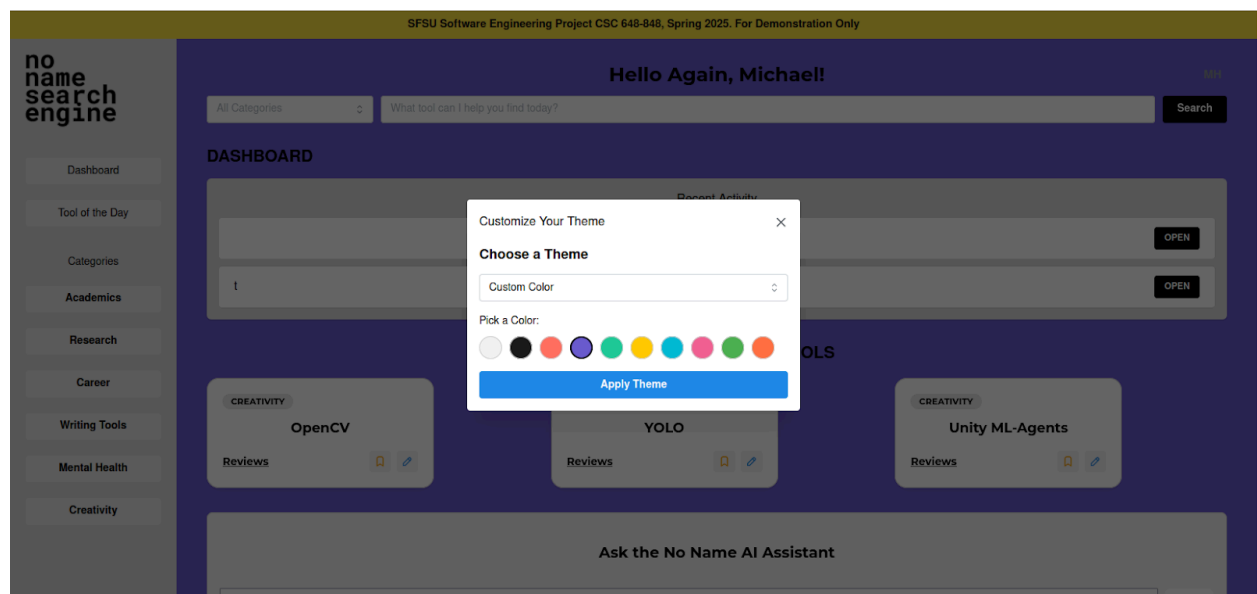 SFSU Software Engineering Project CSC 648-848, Spring 2025. For Demonstration Only
no
name
search
engine
Hello Again, Michael!
MH
All Categories
What tool can I help you find today?
Search
DASHBOARD
Dashboard
Tool of the Day
Categories
Academics
Research
Career
Writing Tools
Mental Health
Creativity
Recent Activity
OPEN
t
OPEN
Customize Your Theme
Choose a Theme
Custom Color
Pick a Color:
Apply Theme
OLS
CREATIVITY
OpenCV
Reviews
YOLO
Reviews
CREATIVITY
Unity ML-Agents
Reviews
Ask the No Name AI Assistant